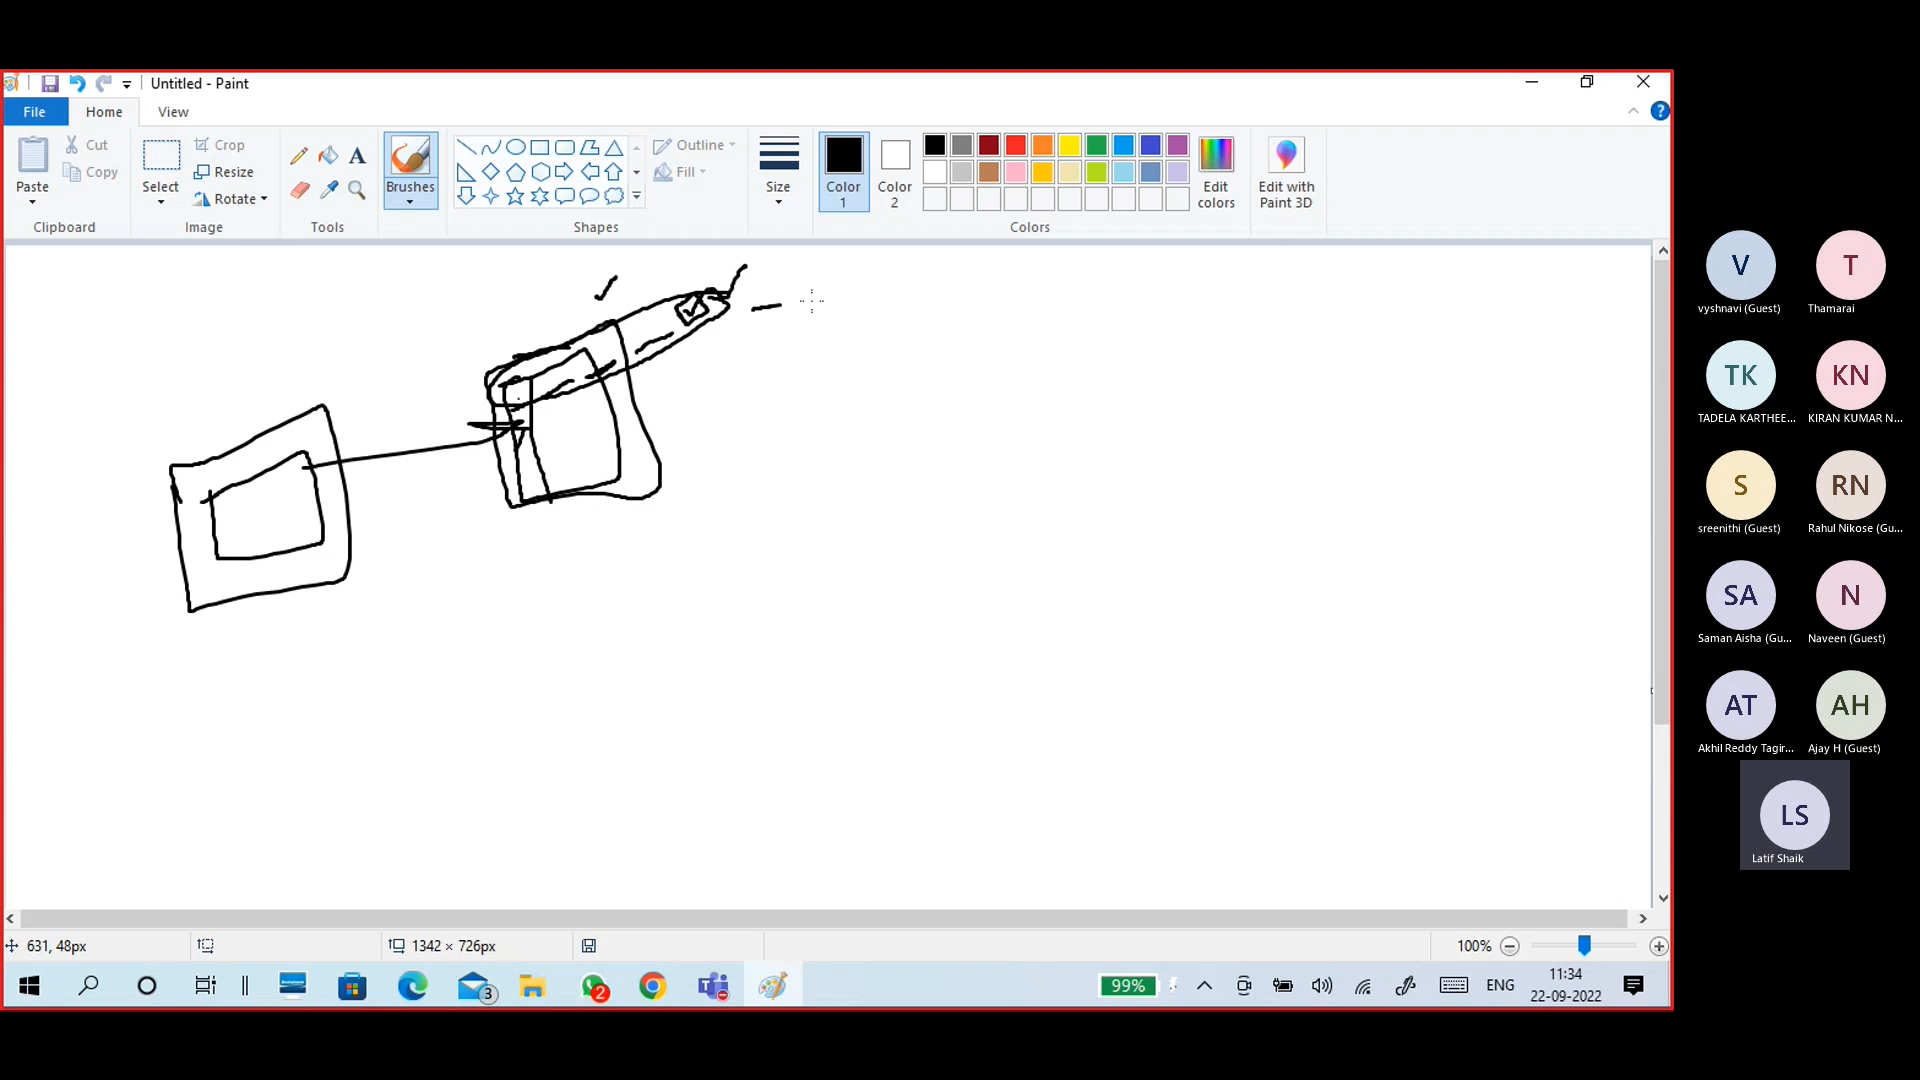 Untitled - Paint
File Home View
Paste
Cut
Copy
Clipboard
Select
Crop
Resize
Rotate
Image
A
Tools
Brushes
Shapes
Outline
Fill
Size
Color 1
Color 2
Edit colors
Edit with Paint 3D
Colors
?
V
vyshnavi (Guest)
T
Thamarai
TK
TADELA KARTHEE...
KN
KIRAN KUMAR N...
S
sreenithi (Guest)
RN
Rahul Nikose (Gu...
SA
Saman Aisha (Gu...
N
Naveen (Guest)
AT
Akhil Reddy Tagir...
AH
Ajay H (Guest)
LS
Latif Shaik
631, 48px
1342 × 726px
100%
3
2
99%
ENG
11:34
22-09-2022